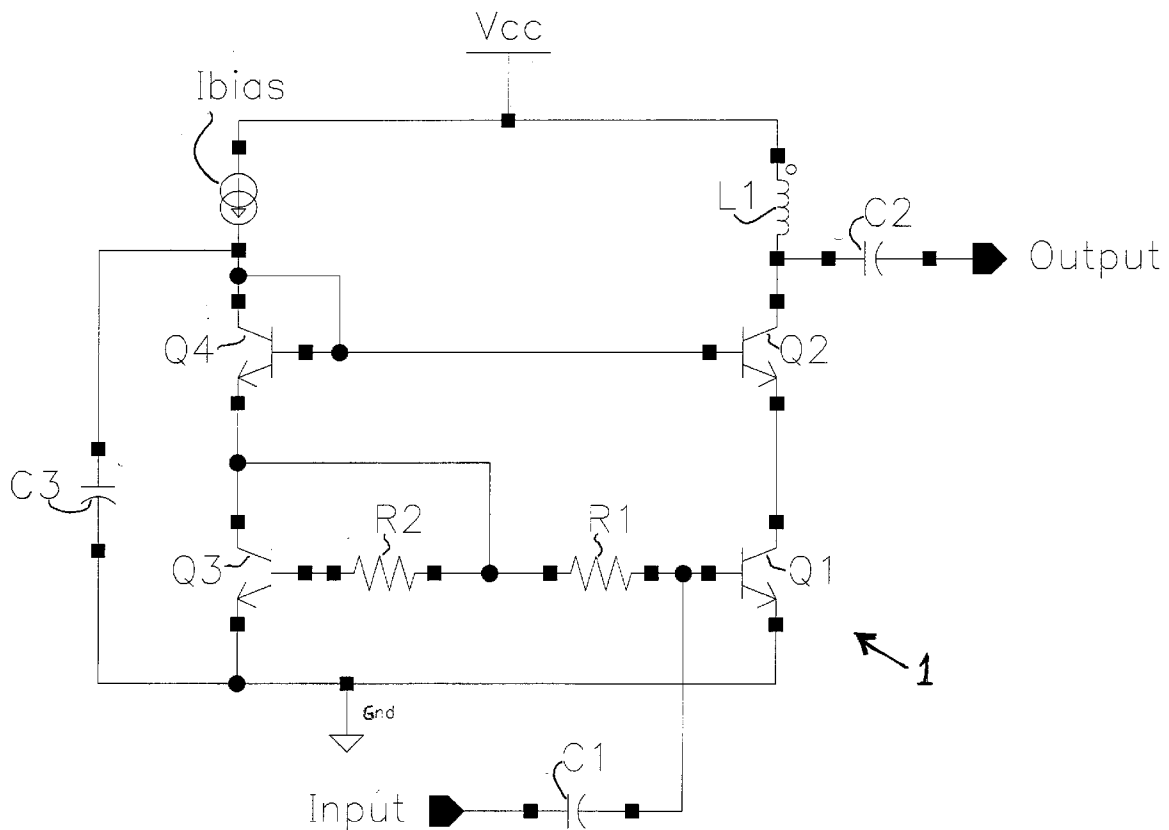 Vcc
Ibias
L1
C2
Output
Q4
Q2
C3
R2
R1
Q3
Q1
1
Gnd
C1
Input